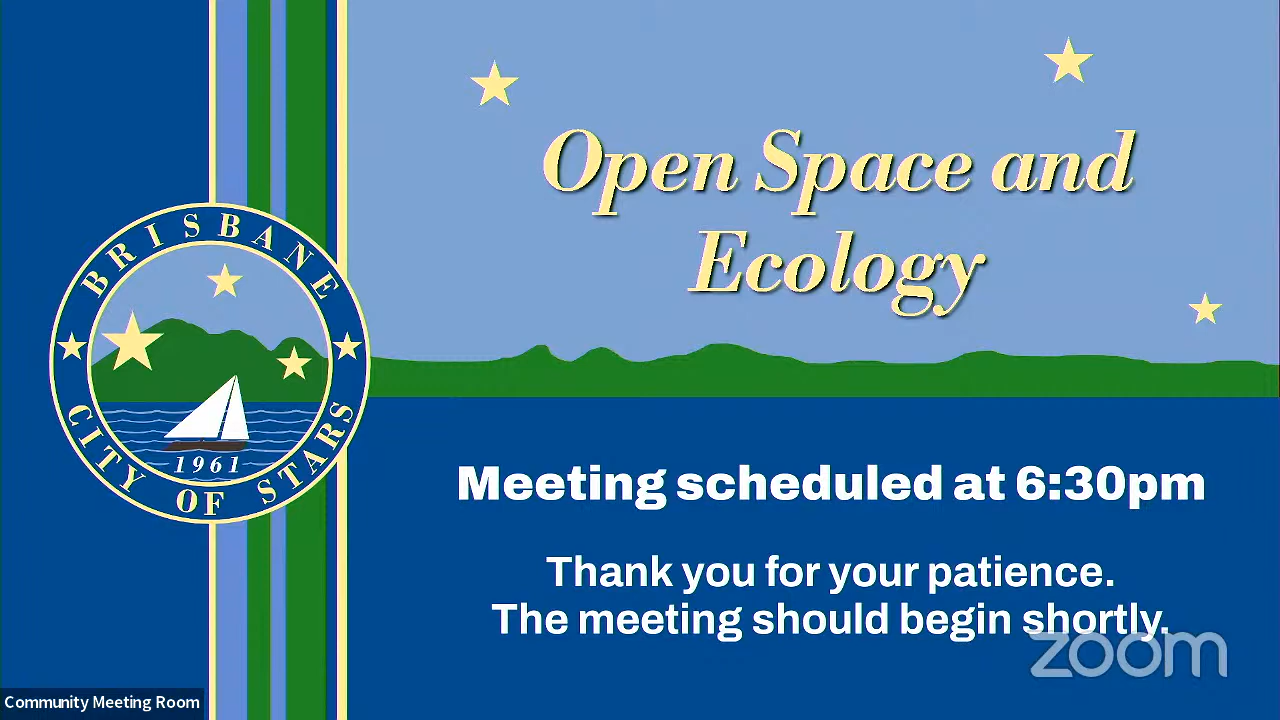 Open Space and
Ecology
BRISBANE
CITY OF STARS
1961
Meeting scheduled at 6:30pm
Thank you for your patience.
The meeting should begin shortly.
zoom
Community Meeting Room